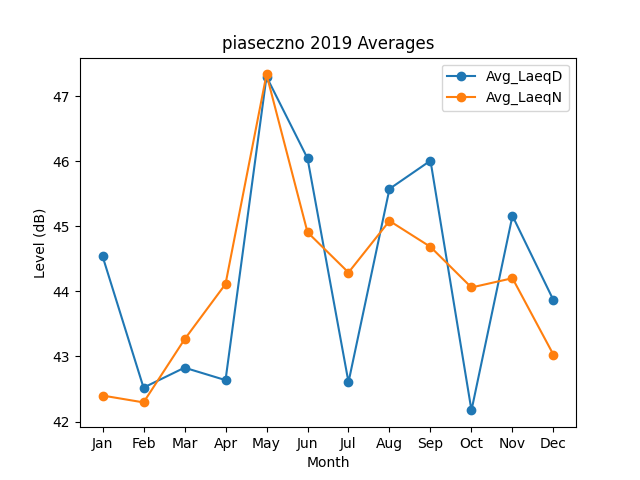 piaseczno 2019 Averages
Avg_LaeqD
Avg_LaeqN
Level (dB)
47
46
45
44
43
42
Jan Feb Mar Apr May Jun Jul Aug Sep Oct Nov Dec
Month